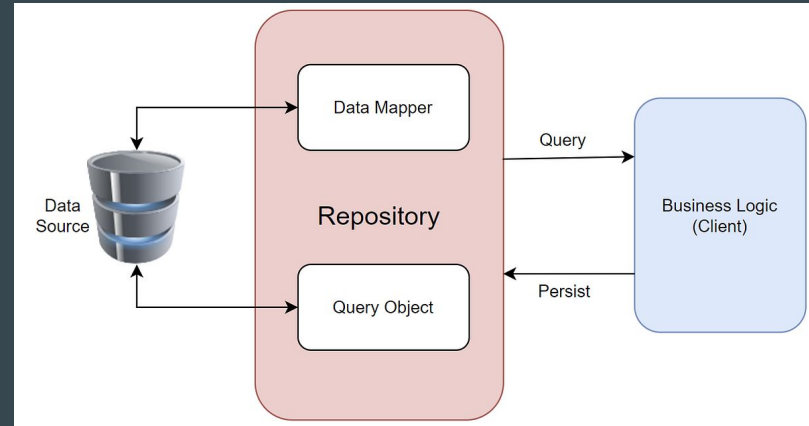 Data Mapper
Query
Data
Source
Repository
Business Logic
(Client)
Persist
Query Object